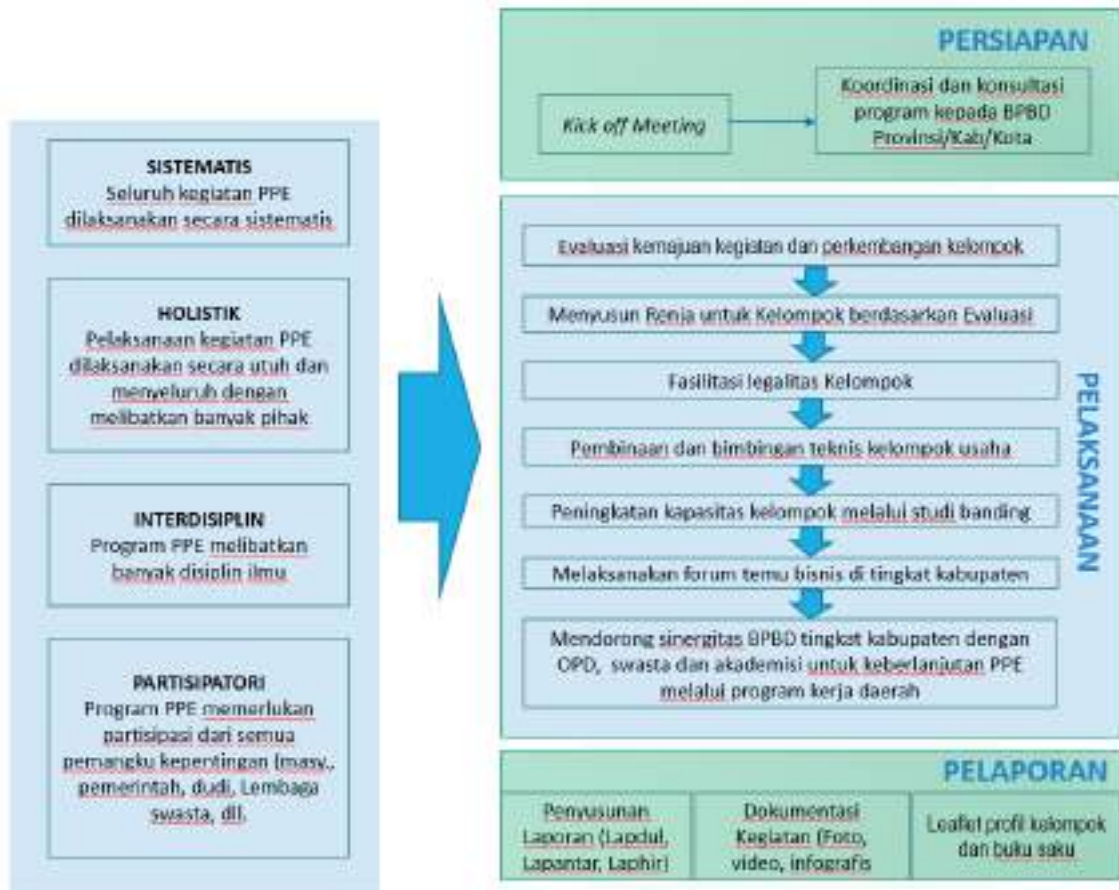 SISTEMATIS
Seluruh kegiatan PPE
dilaksanakan secara sistematis
HOLISTIK
Pelaksanaan kegiatan PPE
dilaksanakan secara utuh dan
menyeluruh dengan
melibatkan banyak pihak
INTERDISIPLIN
Program PPE melibatkan
banyak disiplin ilmu
PARTISIPATORI
Program PPE memerlukan
partisipasi dari semua
pemangku kepentingan (masy.,
pemerintah, dudi, Lembaga
swasta, dll.
PERSIAPAN
Kick off Meeting
Koordinasi dan konsultasi
program kepada BPBD
Provinsi/Kab/Kota
PELAKSANAAN
Evaluasi kemajuan kegiatan dan perkembangan kelompok
Menyusun Renja untuk Kelompok berdasarkan Evaluasi
Fasilitasi legalitas Kelompok
Pembinaan dan bimbingan teknis kelompok usaha
Peningkatan kapasitas kelompok melalui studi banding
Melaksanakan forum temu bisnis di tingkat kabupaten
Mendorong sinergitas BPBD tingkat kabupaten dengan
OPD, swasta dan akademisi untuk keberlanjutan PPE
melalui program kerja daerah
PELAPORAN
Penyusunan
Laporan (Lapdul,
Lapantar, Laphir)
Dokumentasi
Kegiatan (Foto,
video, infografis
Leaflet profil kelompok
dan buku saku